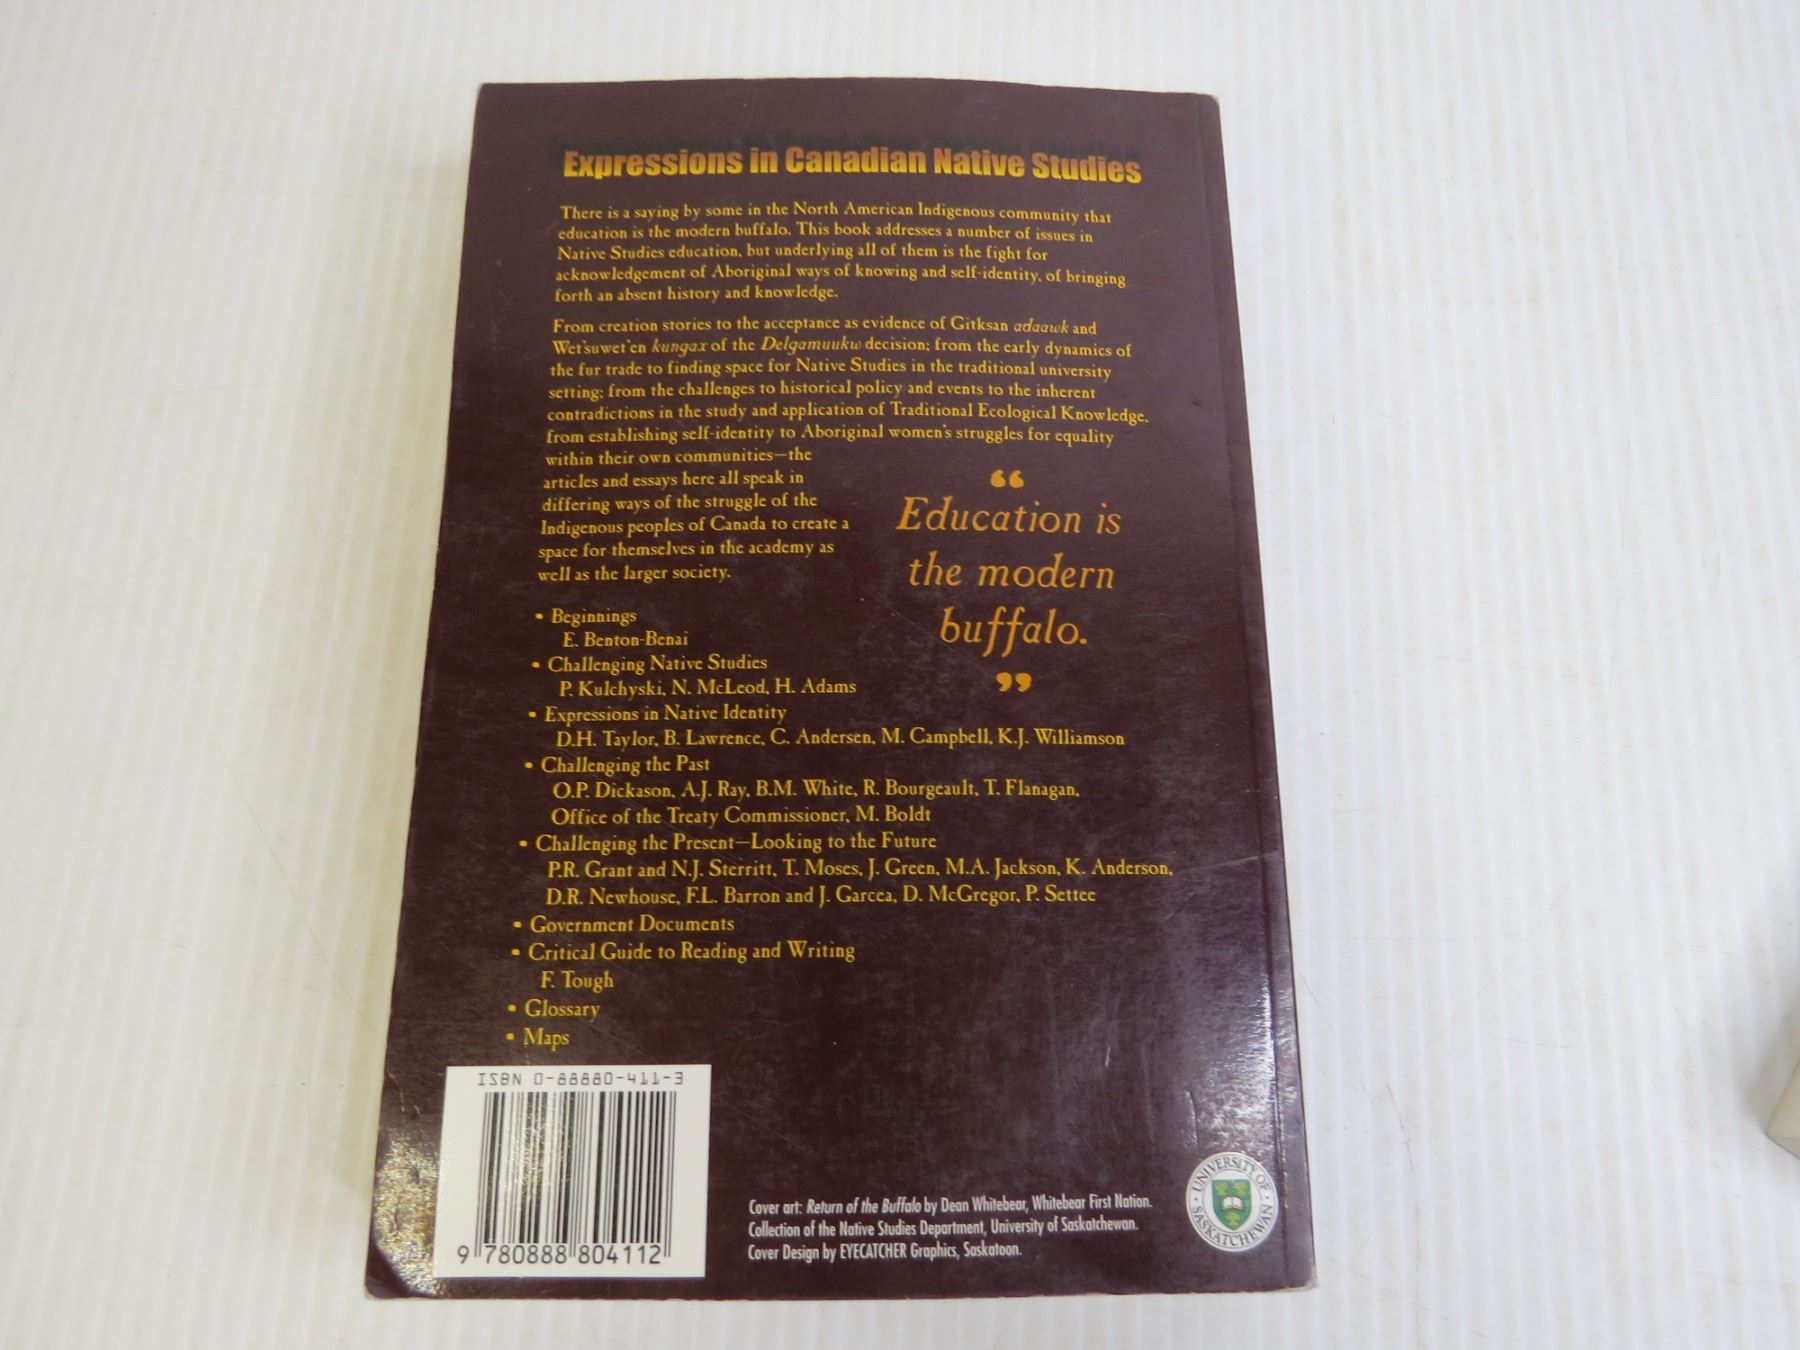 Expressions in Canadian Native Studies
There is a saying by some in the North American Indigenous community that
education is the modern buffalo. This book addresses a number of issues in
Native Studies education, but underlying all of them is the fight for
acknowledgement of Aboriginal ways of knowing and self-identity, of bringing
forth an absent history and knowledge.
From creation stories to the acceptance as evidence of Gitksan adaawk and
Wet'suwet'en kungax of the Delgamuukw decision; from the early dynamics of
the fur trade to finding space for Native Studies in the traditional university
setting; from the challenges to historical policy and events to the inherent
contradictions in the study and application of Traditional Ecological Knowledge,
from establishing self-identity to Aboriginal women's struggles for equality
within their own communities—the
articles and essays here all speak in
differing ways of the struggle of the
Indigenous peoples of Canada to create a
space for themselves in the academy as
well as the larger society.
“
Education is
the modern
buffalo.
”
• Beginnings
E. Benton-Benai
• Challenging Native Studies
P. Kulchyski, N. McLeod, H. Adams
• Expressions in Native Identity
D.H. Taylor, B. Lawrence, C. Andersen, M. Campbell, K.J. Williamson
• Challenging the Past
O.P. Dickason, A.J. Ray, B.M. White, R. Bourgeault, T. Flanagan,
Office of the Treaty Commissioner, M. Boldt
• Challenging the Present—Looking to the Future
P.R. Grant and N.J. Sterritt, T. Moses, J. Green, M.A. Jackson, K. Anderson,
D.R. Newhouse, F.L. Barron and J. Garcea, D. McGregor, P. Settee
• Government Documents
• Critical Guide to Reading and Writing
F. Tough
• Glossary
• Maps
ISBN 0-88880-411-3
9 780888 804112
Cover art: Return of the Buffalo by Dean Whitebear, Whitebear First Nation.
Collection of the Native Studies Department, University of Saskatchewan.
Cover Design by EYECATCHER Graphics, Saskatoon.
UNIVERSITY OF
SASKATCHEWAN